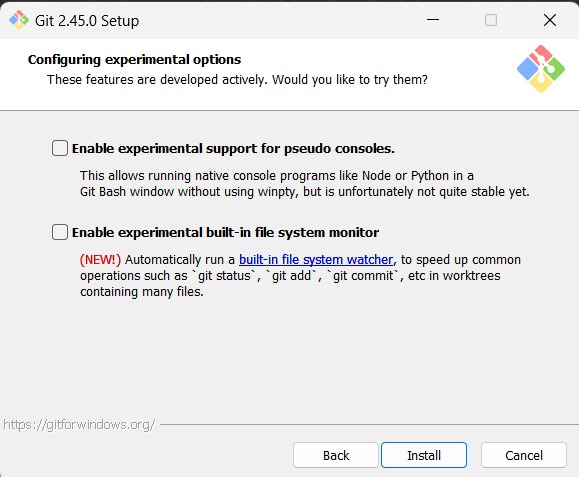 Git 2.45.0 Setup
Configuring experimental options
These features are developed actively. Would you like to try them?
Enable experimental support for pseudo consoles.
This allows running native console programs like Node or Python in a
Git Bash window without using winpty, but is unfortunately not quite stable yet.
Enable experimental built-in file system monitor
(NEW!) Automatically run a built-in file system watcher, to speed up common
operations such as `git status`, `git add`, `git commit`, etc in worktrees
containing many files.
https://gitforwindows.org/
Back Install Cancel